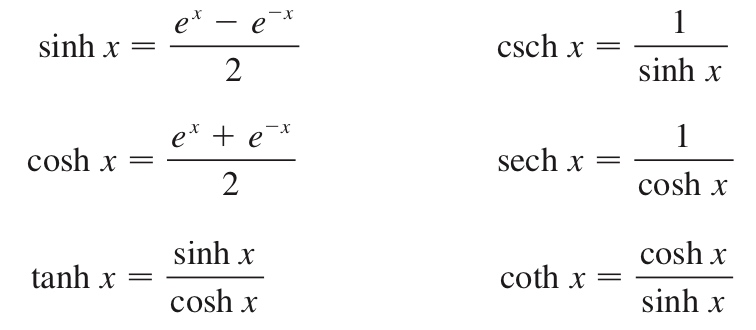 sinh x = (e^x − e^−x) / 2
csch x = 1 / sinh x
cosh x = (e^x + e^−x) / 2
sech x = 1 / cosh x
tanh x = sinh x / cosh x
coth x = cosh x / sinh x